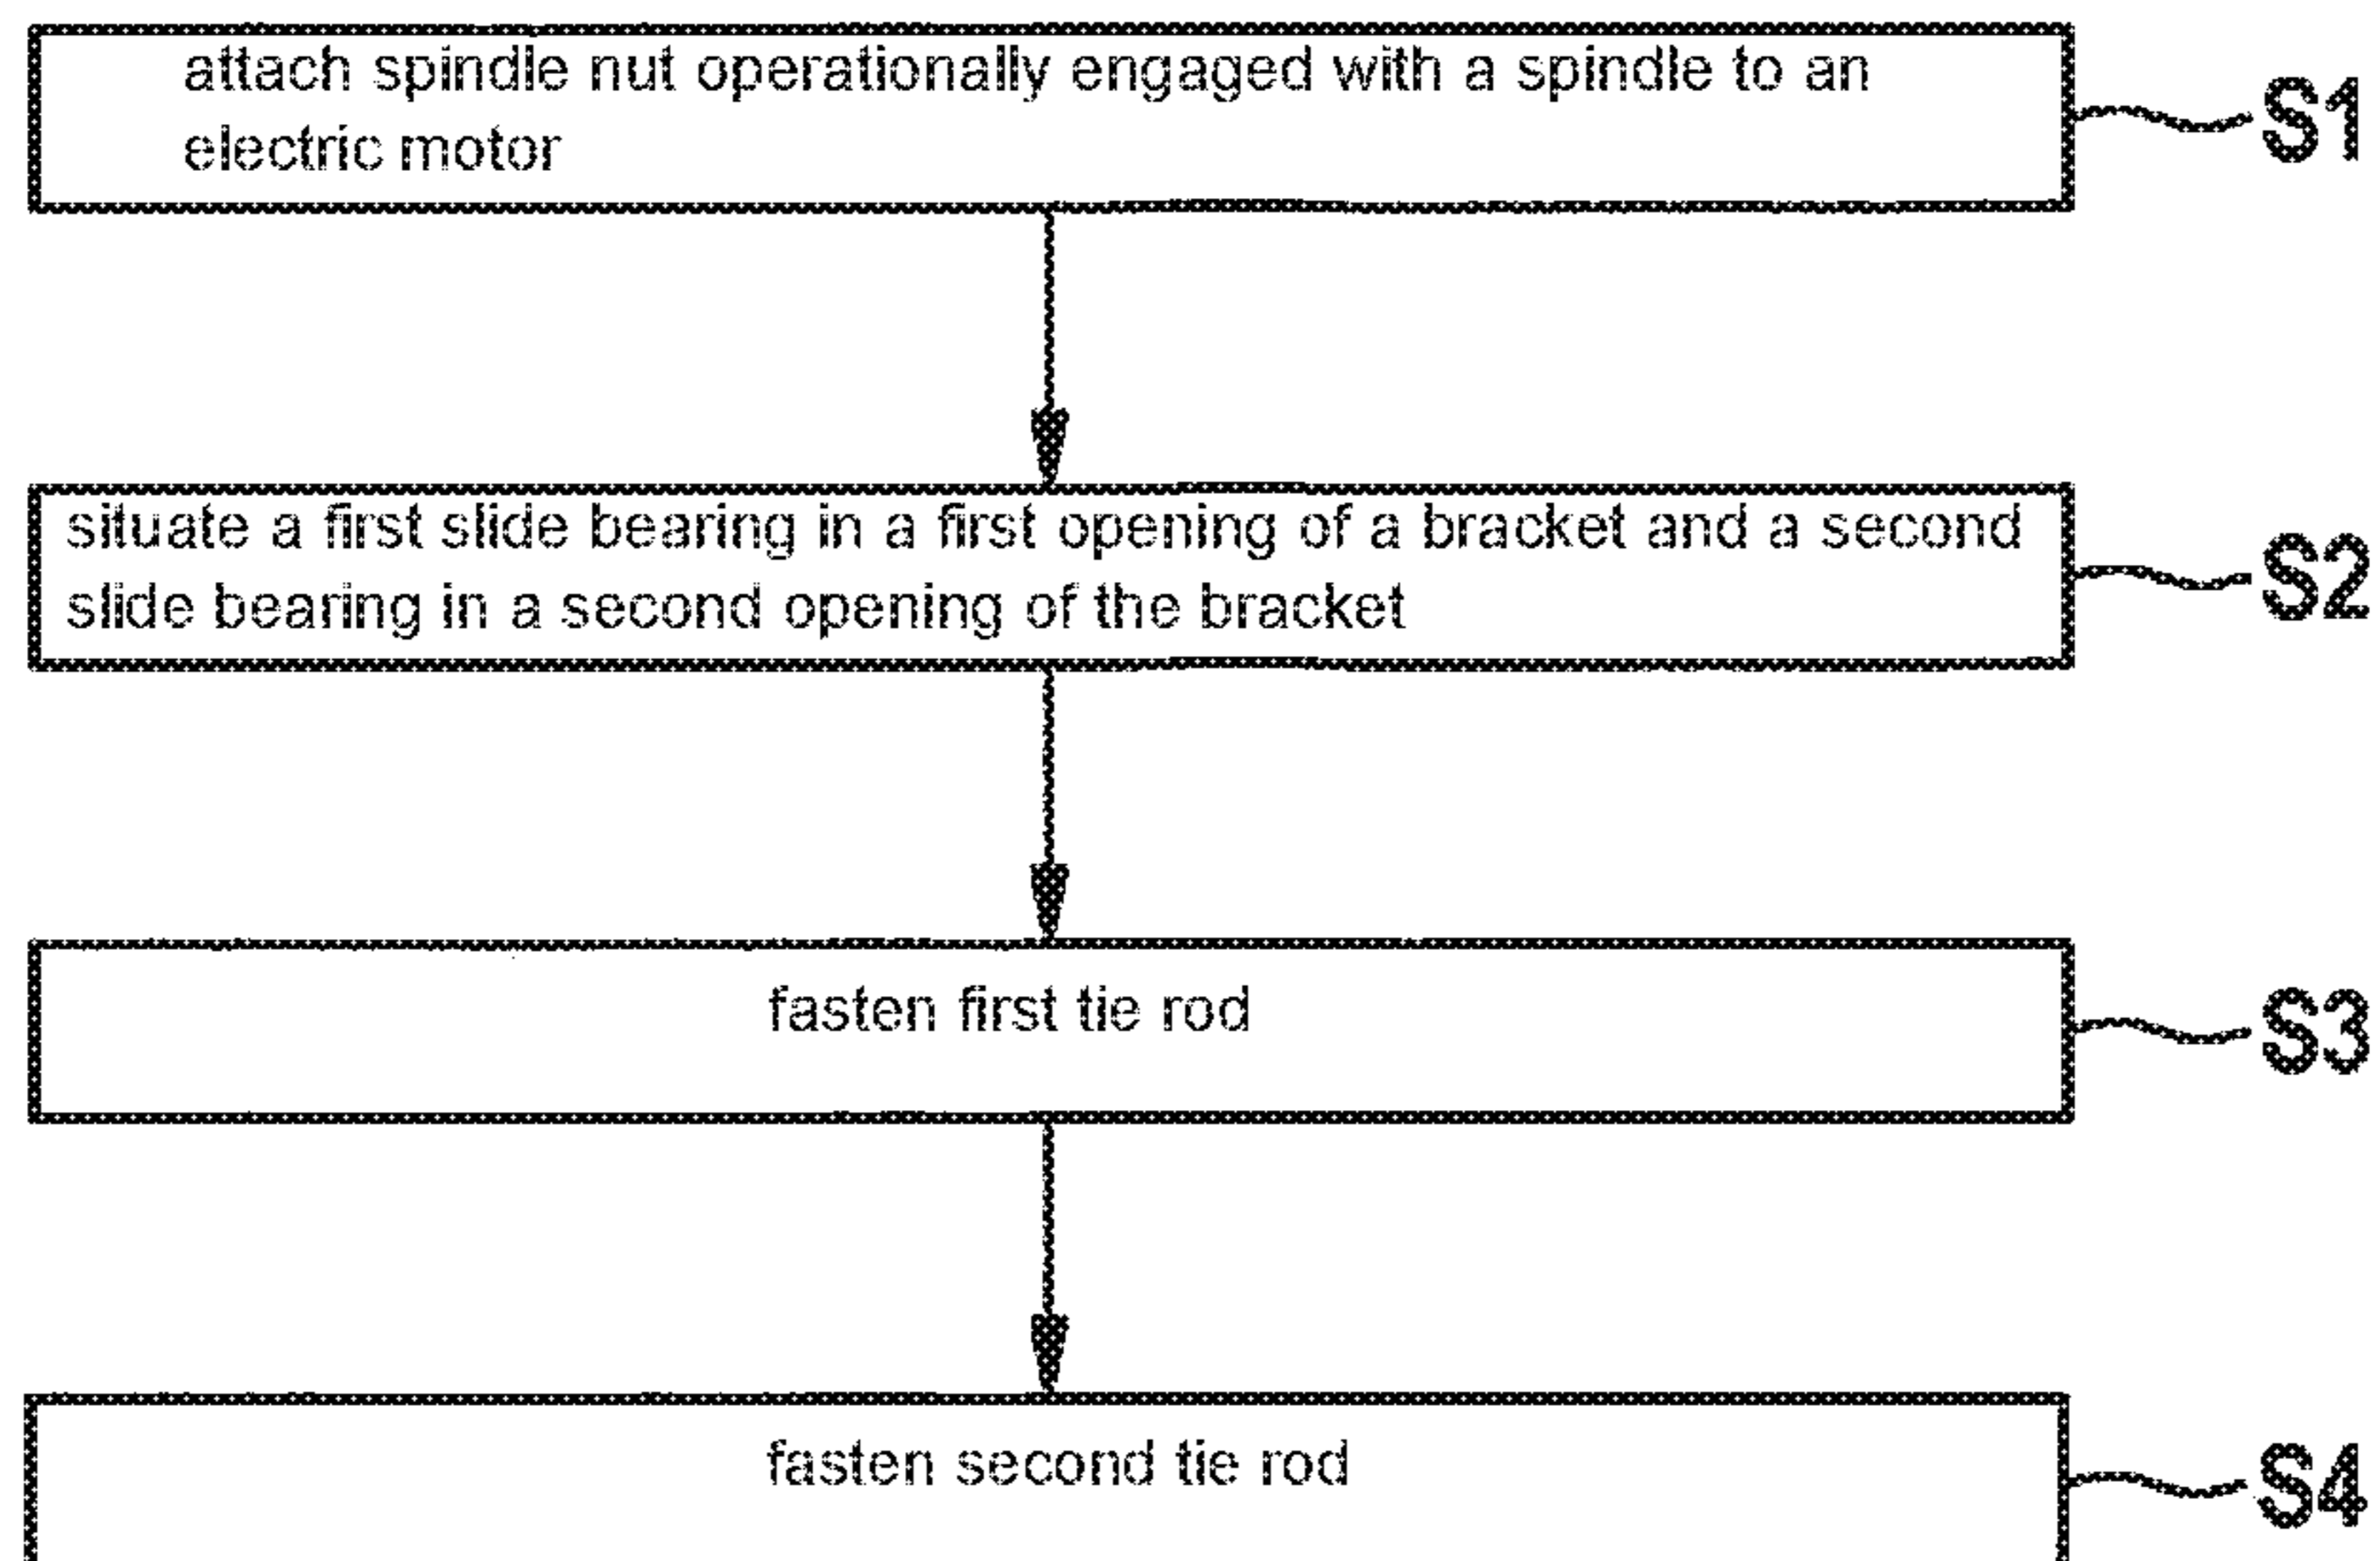 attach spindle nut operationally engaged with a spindle to an
electric motor
S1
situate a first slide bearing in a first opening of a bracket and a second
slide bearing in a second opening of the bracket
S2
fasten first tie rod
S3
fasten second tie rod
S4